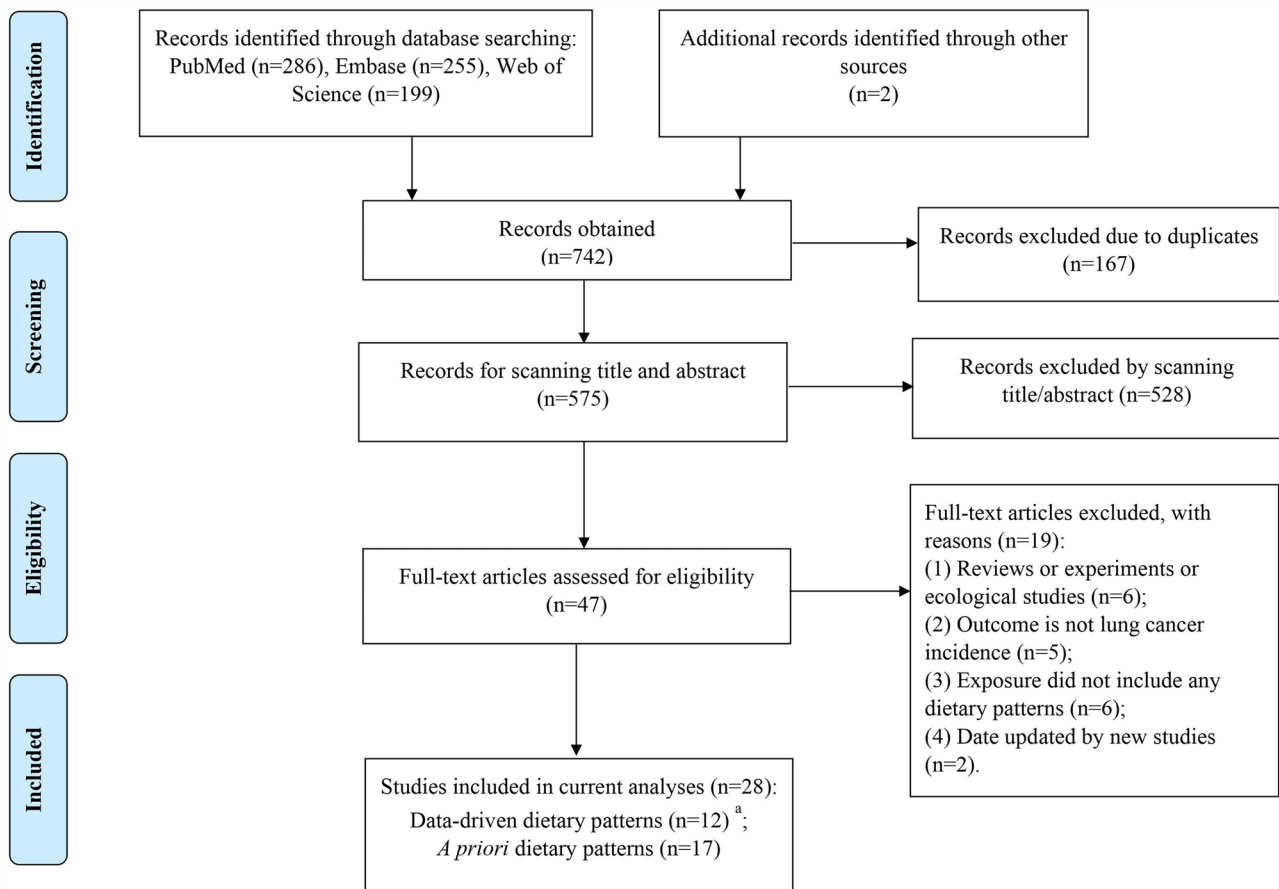 Identification
Records identified through database searching:
PubMed (n=286), Embase (n=255), Web of
Science (n=199)
Additional records identified through other
sources
(n=2)
Records obtained
(n=742)
Records excluded due to duplicates
(n=167)
Screening
Records for scanning title and abstract
(n=575)
Records excluded by scanning
title/abstract (n=528)
Eligibility
Full-text articles assessed for eligibility
(n=47)
Full-text articles excluded, with
reasons (n=19):
(1) Reviews or experiments or
ecological studies (n=6);
(2) Outcome is not lung cancer
incidence (n=5);
(3) Exposure did not include any
dietary patterns (n=6);
(4) Date updated by new studies
(n=2).
Included
Studies included in current analyses (n=28):
Data-driven dietary patterns (n=12) a;
A priori dietary patterns (n=17)